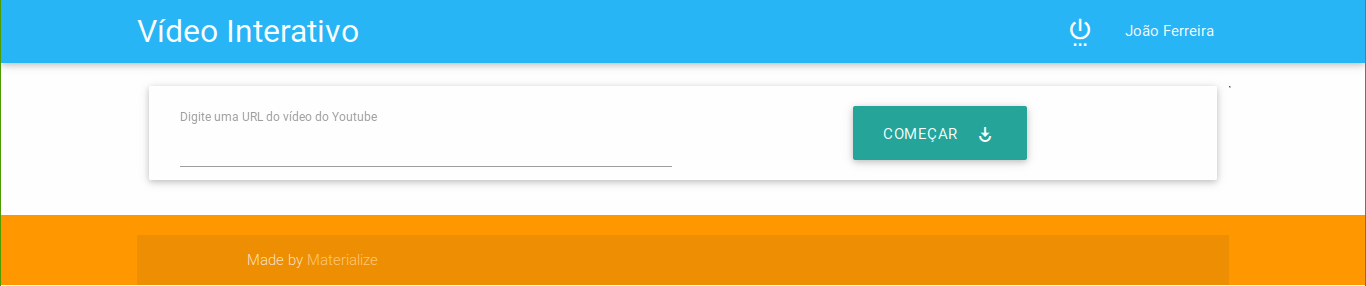 Vídeo Interativo
João Ferreira
Digite uma URL do vídeo do Youtube
COMEÇAR
.
Made by Materialize